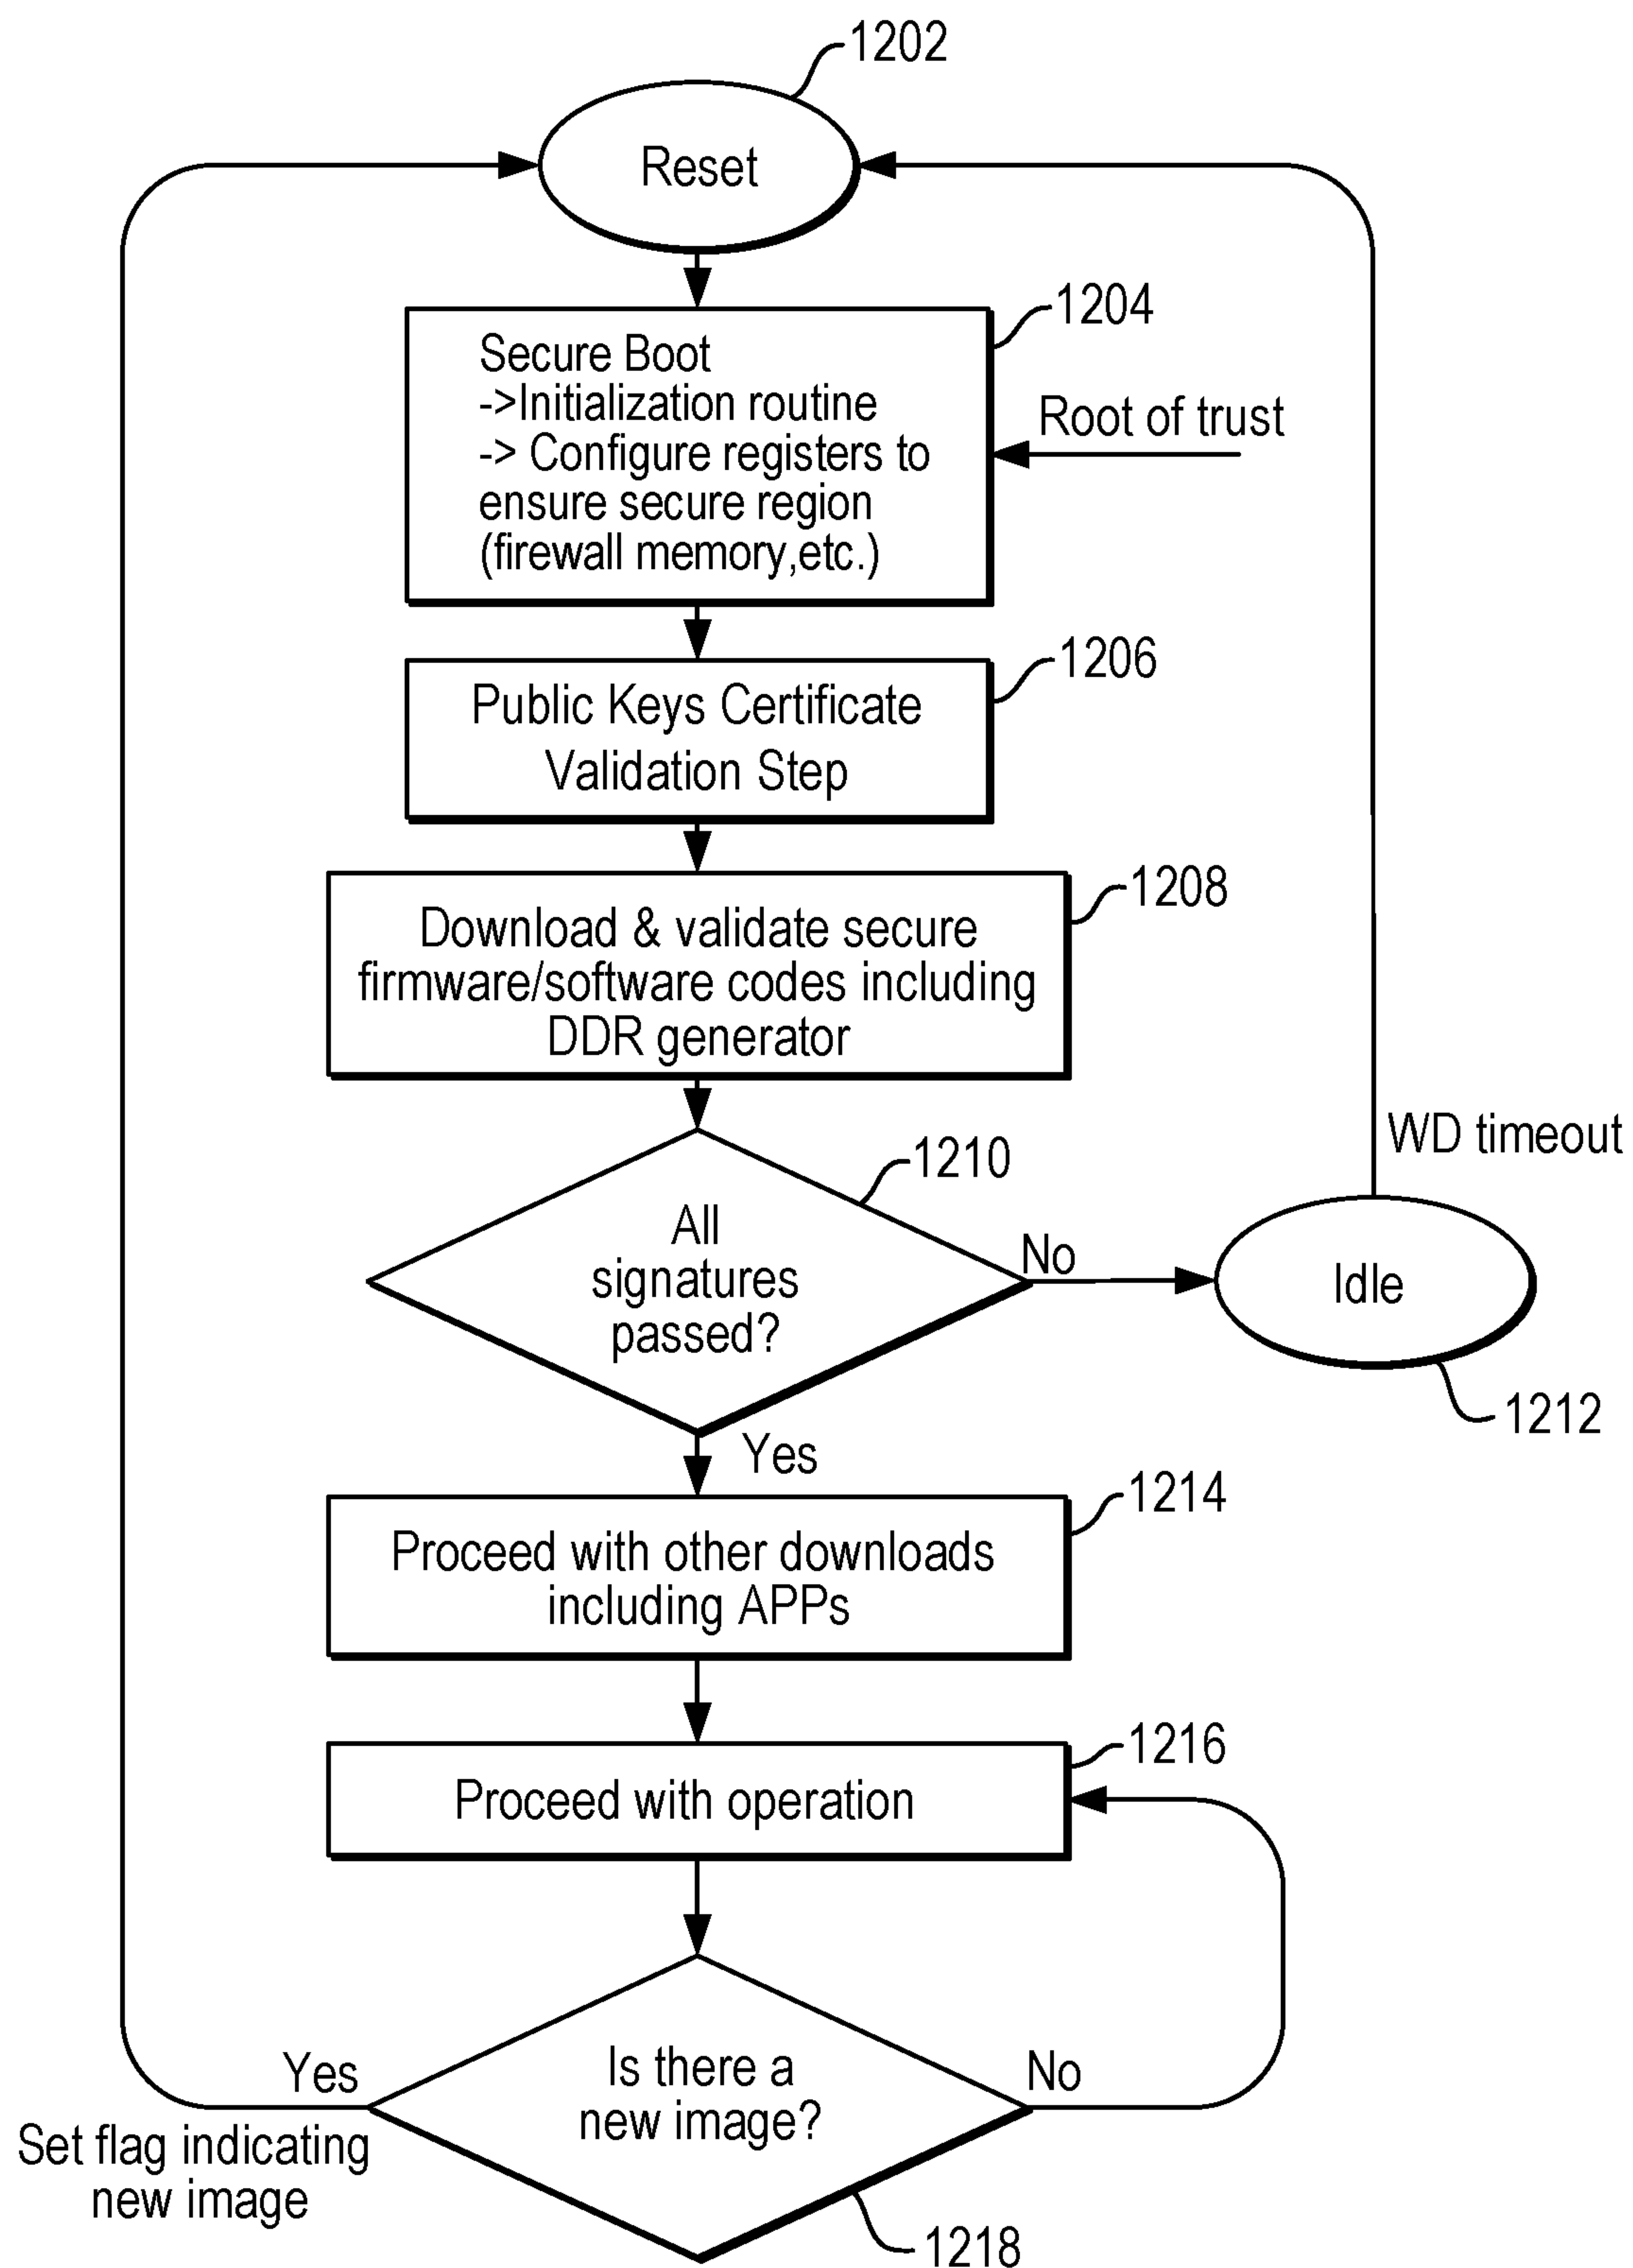 1202
Reset
1204
Secure Boot
->Initialization routine
-> Configure registers to
ensure secure region
(firewall memory,etc.)
Root of trust
1206
Public Keys Certificate
Validation Step
1208
Download & validate secure
firmware/software codes including
DDR generator
WD timeout
1210
All
signatures
passed?
No
Idle
1212
Yes
1214
Proceed with other downloads
including APPs
1216
Proceed with operation
Is there a
new image?
No
Yes
Set flag indicating
new image
1218